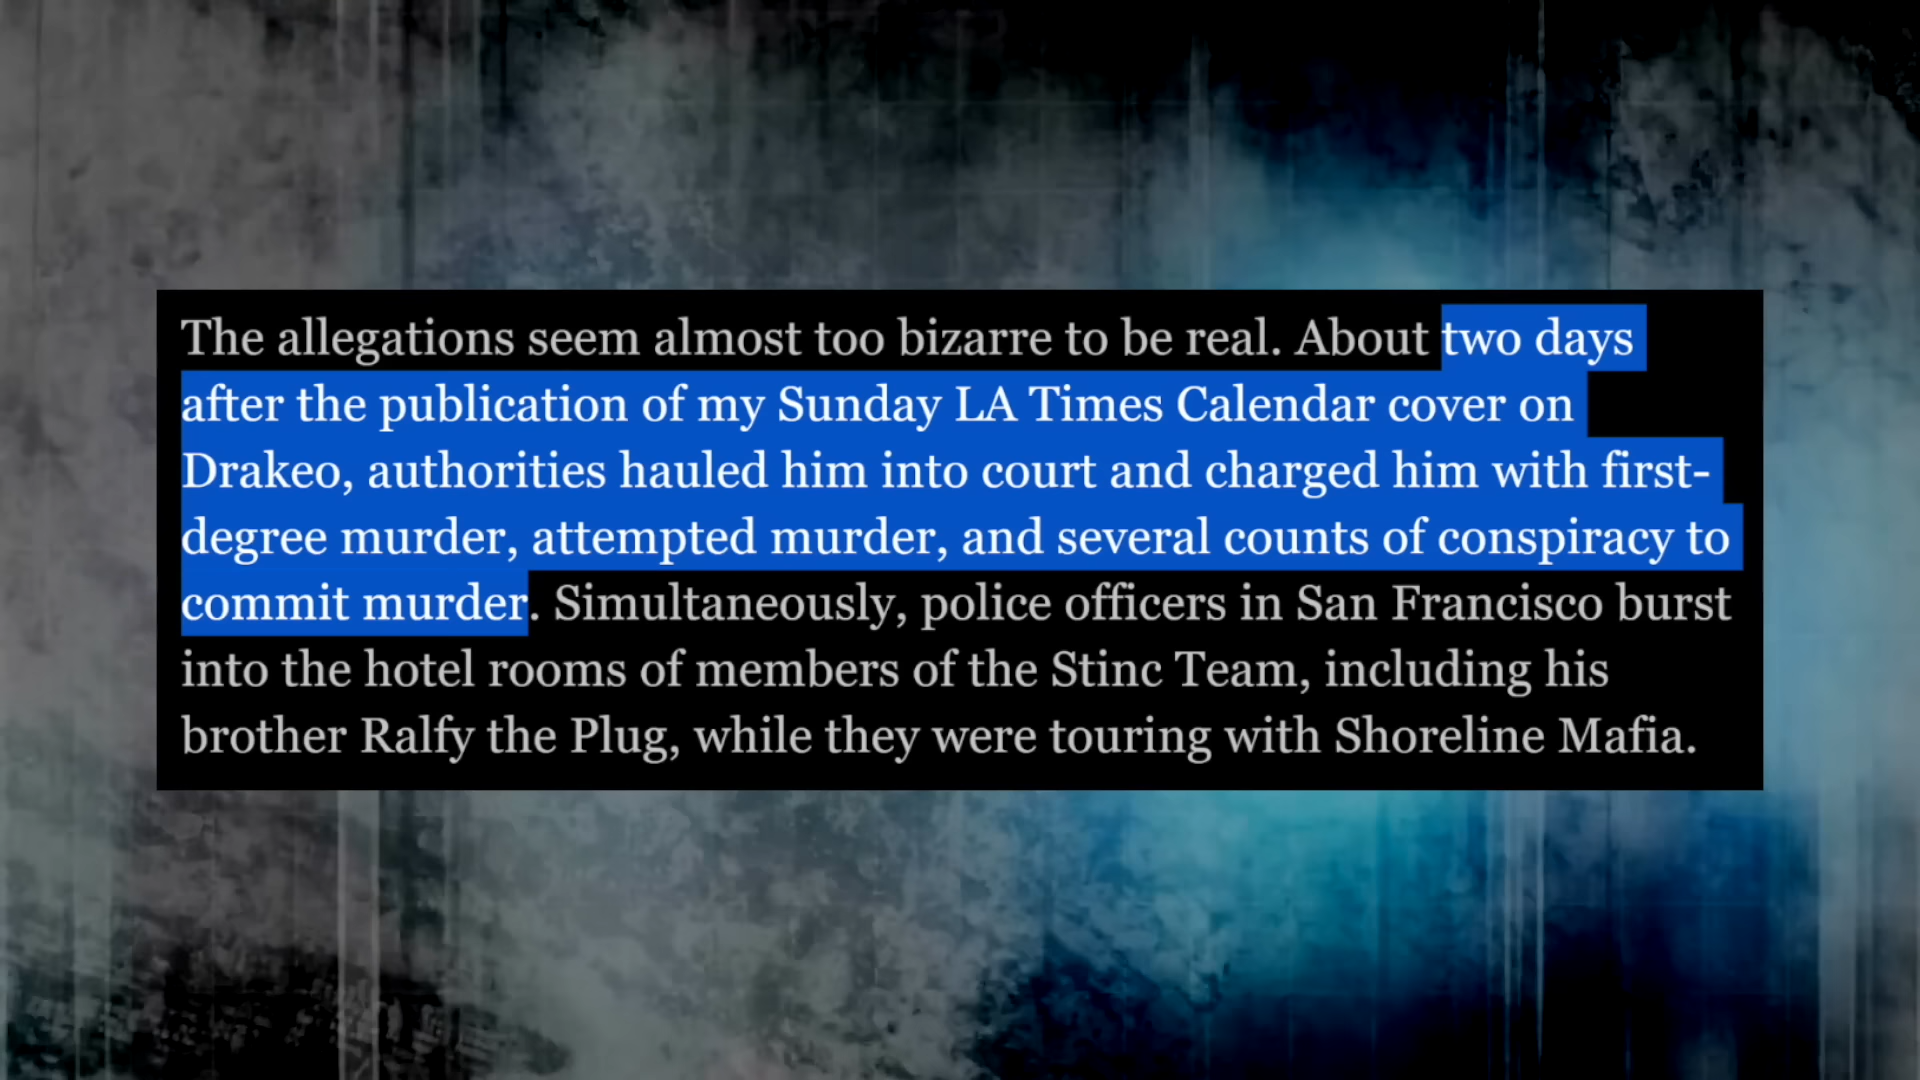 The allegations seem almost too bizarre to be real. About two days
after the publication of my Sunday LA Times Calendar cover on
Drakeo, authorities hauled him into court and charged him with first-
degree murder, attempted murder, and several counts of conspiracy to
commit murder. Simultaneously, police officers in San Francisco burst
into the hotel rooms of members of the Stinc Team, including his
brother Ralfy the Plug, while they were touring with Shoreline Mafia.